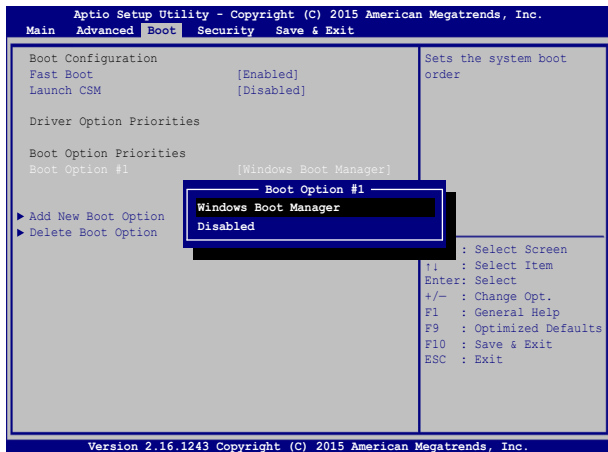 Aptio Setup Utility - Copyright (C) 2015 American Megatrends, Inc.
Main Advanced Boot Security Save & Exit
Boot Configuration
Fast Boot [Enabled]
Launch CSM [Disabled]
Driver Option Priorities
Boot Option Priorities
Boot Option #1 [Windows Boot Manager]
Add New Boot Option
Delete Boot Option
Boot Option #1
Windows Boot Manager
Disabled
Sets the system boot
order
: Select Screen
↑↓ : Select Item
Enter: Select
+/— : Change Opt.
F1 : General Help
F9 : Optimized Defaults
F10 : Save & Exit
ESC : Exit
Version 2.16.1243 Copyright (C) 2015 American Megatrends, Inc.